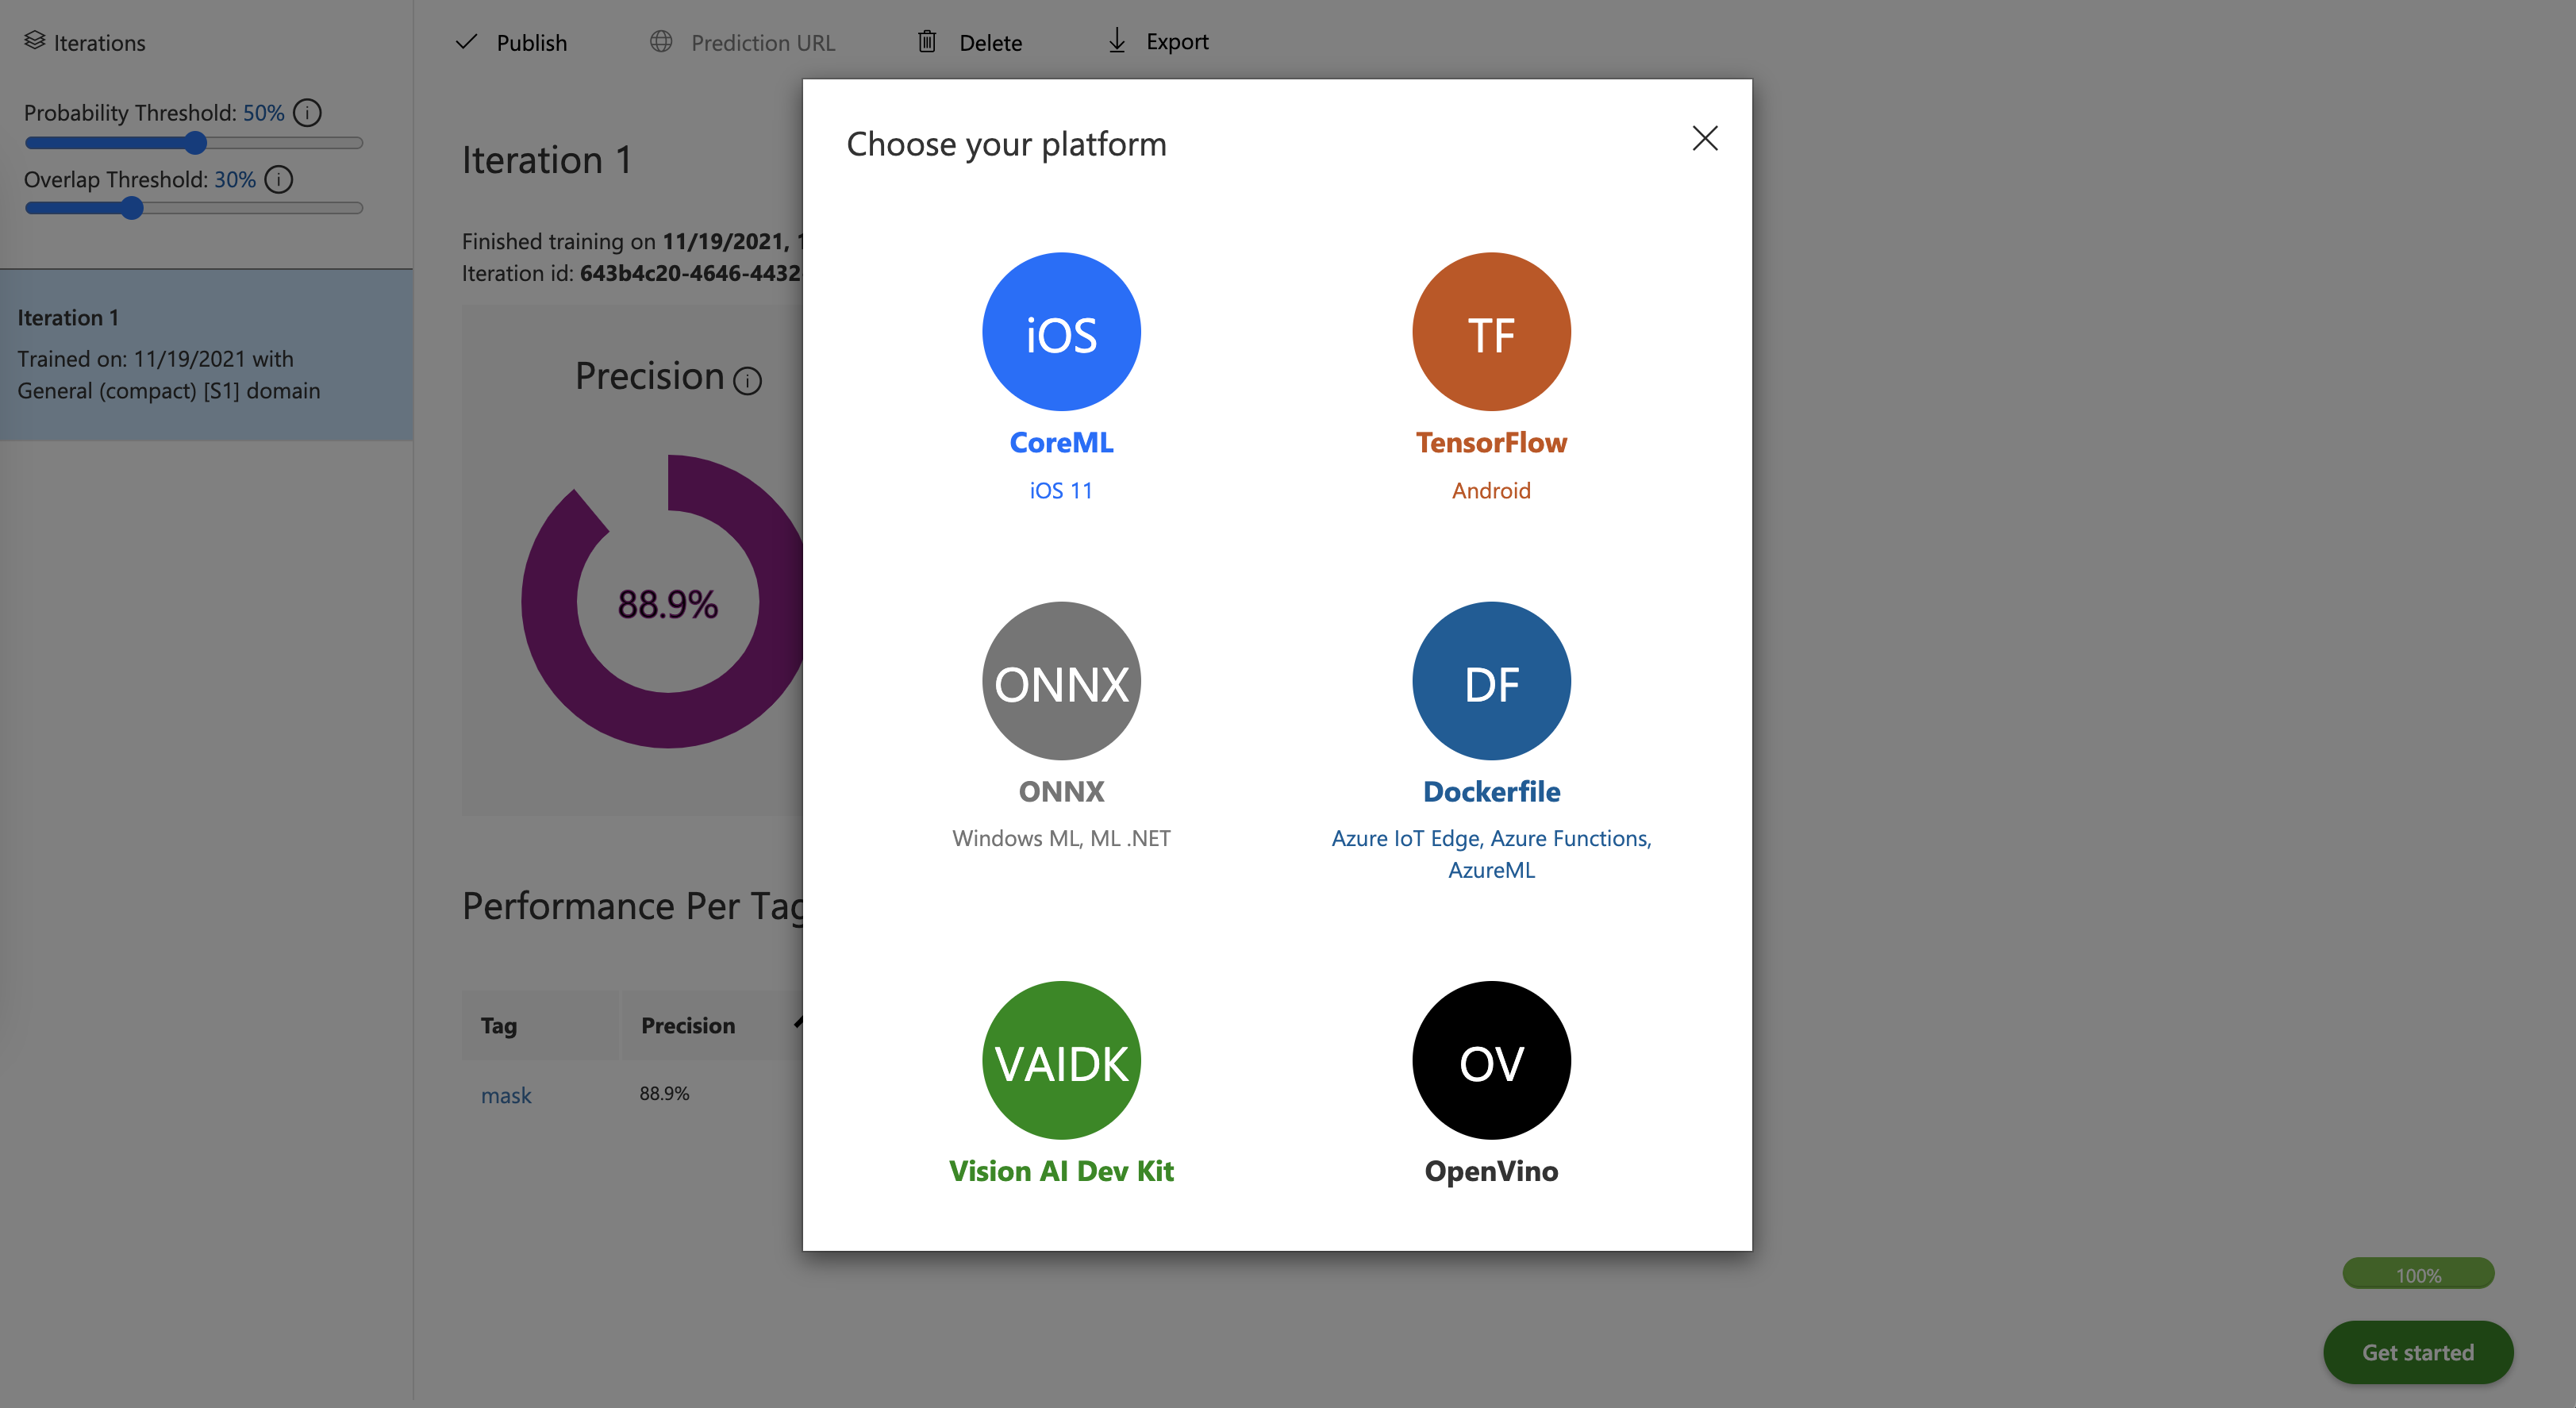 Iterations
Publish
Prediction URL
Delete
Export
Probability Threshold: 50%
Overlap Threshold: 30%
Iteration 1
Trained on: 11/19/2021 with
General (compact) [S1] domain
Iteration 1
Finished training on 11/19/2021,
Iteration id: 643b4c20-4646-4432
Precision
88.9%
Performance Per Tag
Tag
Precision
mask
88.9%
Choose your platform
iOS
CoreML
iOS 11
TF
TensorFlow
Android
ONNX
ONNX
Windows ML, ML .NET
DF
Dockerfile
Azure IoT Edge, Azure Functions,
AzureML
VAIDK
Vision AI Dev Kit
OV
OpenVino
100%
Get started